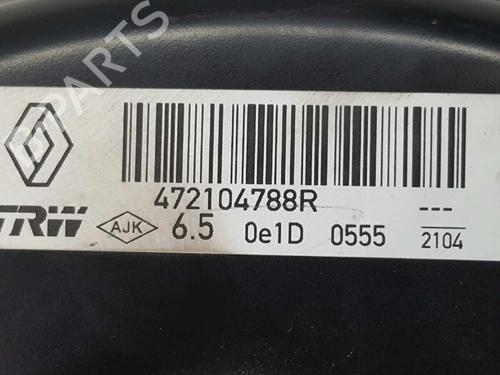 B-PARTS
472104788R
TRW AJK 6.5 0e1D 0555 ---
2104